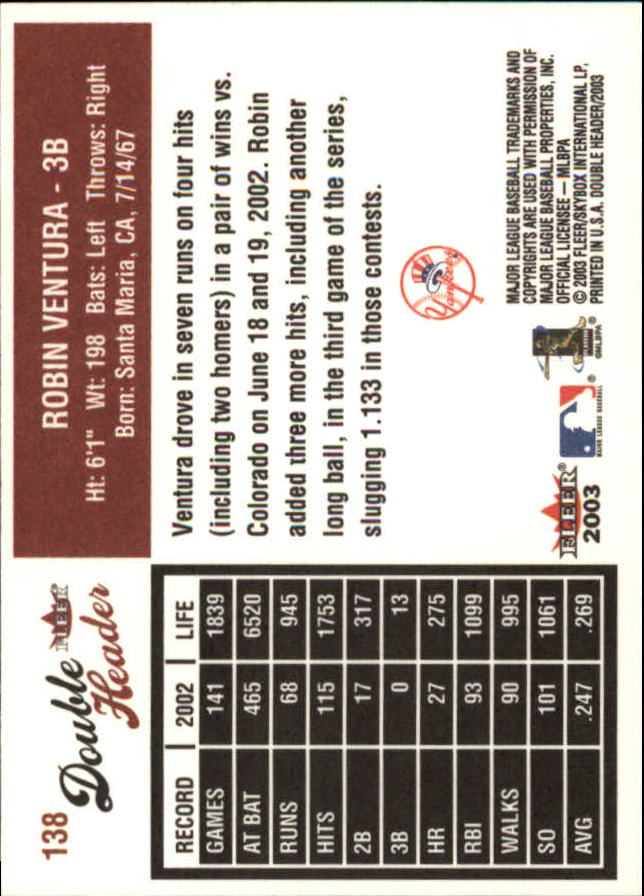 138
Double
Header
FLEER®
ROBIN VENTURA - 3B
Ht: 6'1" Wt: 198 Bats: Left Throws: Right
Born: Santa Maria, CA, 7/14/67
RECORD 2002 LIFE
GAMES 141 1839
AT BAT 465 6520
RUNS 68 945
HITS 115 1753
2B 17 317
3B 0 13
HR 27 275
RBI 93 1099
WALKS 90 995
SO 101 1061
AVG .247 .269
Ventura drove in seven runs on four hits
(including two homers) in a pair of wins vs.
Colorado on June 18 and 19, 2002. Robin
added three more hits, including another
long ball, in the third game of the series,
slugging 1.133 in those contests.
Yankees
FLEER®
2003
MAJOR LEAGUE BASEBALL
®
©MLBPA
MAJOR LEAGUE BASEBALL TRADEMARKS AND
COPYRIGHTS ARE USED WITH PERMISSION OF
MAJOR LEAGUE BASEBALL PROPERTIES, INC.
OFFICIAL LICENSEE — MLBPA
© 2003 FLEER/SKYBOX INTERNATIONAL LP,
PRINTED IN U.S.A. DOUBLE HEADER/2003